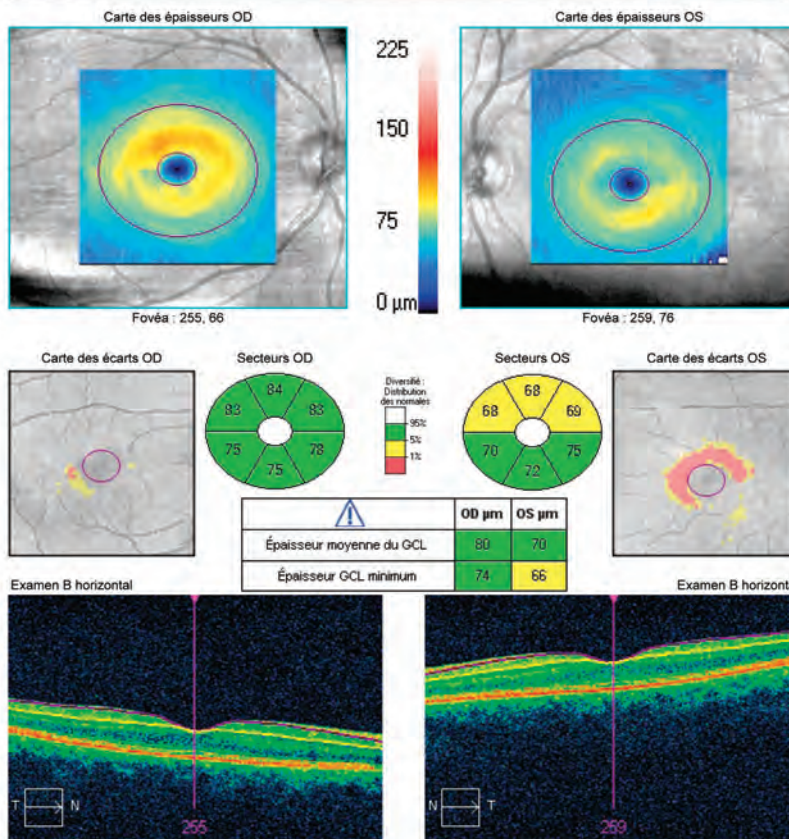 Carte des épaisseurs OD
Carte des épaisseurs OS
225
150
75
0 µm
Fovéa : 255, 66
Fovéa : 259, 76
Carte des écarts OD
Secteurs OD
Secteurs OS
Carte des écarts OS
Diversifié :
Distribution
des normales
95%
5%
1%
84
83
83
75
78
75
68
68
69
70
75
72
OD µm
OS µm
Épaisseur moyenne du GCL
80
70
Épaisseur GCL minimum
74
66
Examen B horizontal
Examen B horizont
T
N
255
N
T
259